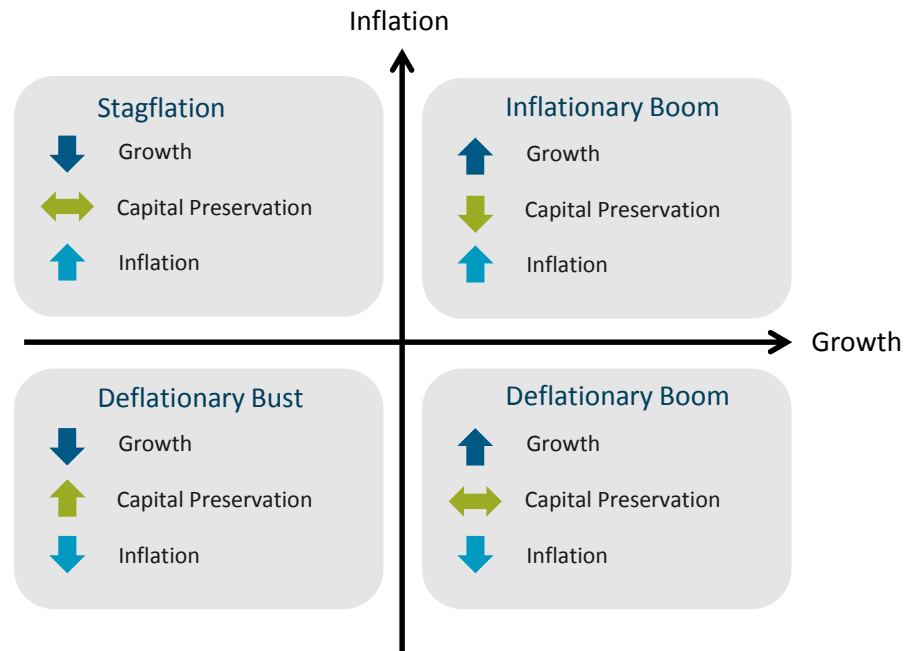 Inflation
Stagflation
Growth
Capital Preservation
Inflation
Inflationary Boom
Growth
Capital Preservation
Inflation
Growth
Deflationary Bust
Growth
Capital Preservation
Inflation
Deflationary Boom
Growth
Capital Preservation
Inflation